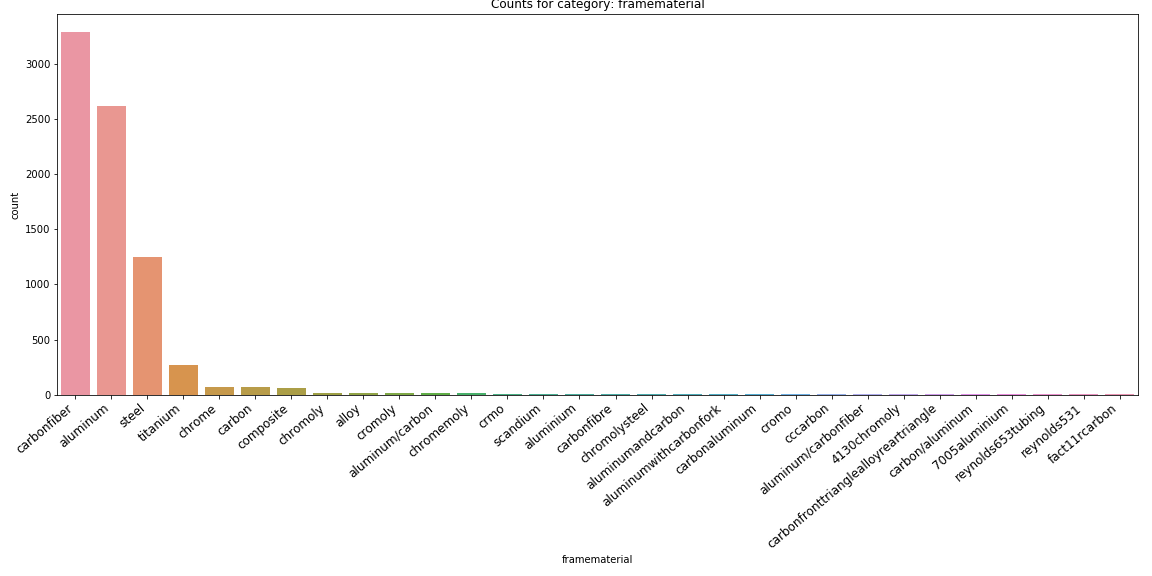 Counts for category: framematerial
count
3000
2500
2000
1500
1000
500
0
carbonfiber
aluminum
steel
titanium
chrome
carbon
composite
chromoly
alloy
cromoly
aluminum/carbon
chromemoly
crmo
scandium
aluminium
carbonfibre
chromolysteel
aluminumandcarbon
aluminumwithcarbonfork
carbonaluminum
cromo
cccarbon
aluminum/carbonfiber
4130chromoly
carbonfronttrianglealloyreartriangle
carbon/aluminum
7005aluminium
reynolds653tubing
reynolds531
fact11rcarbon
framematerial